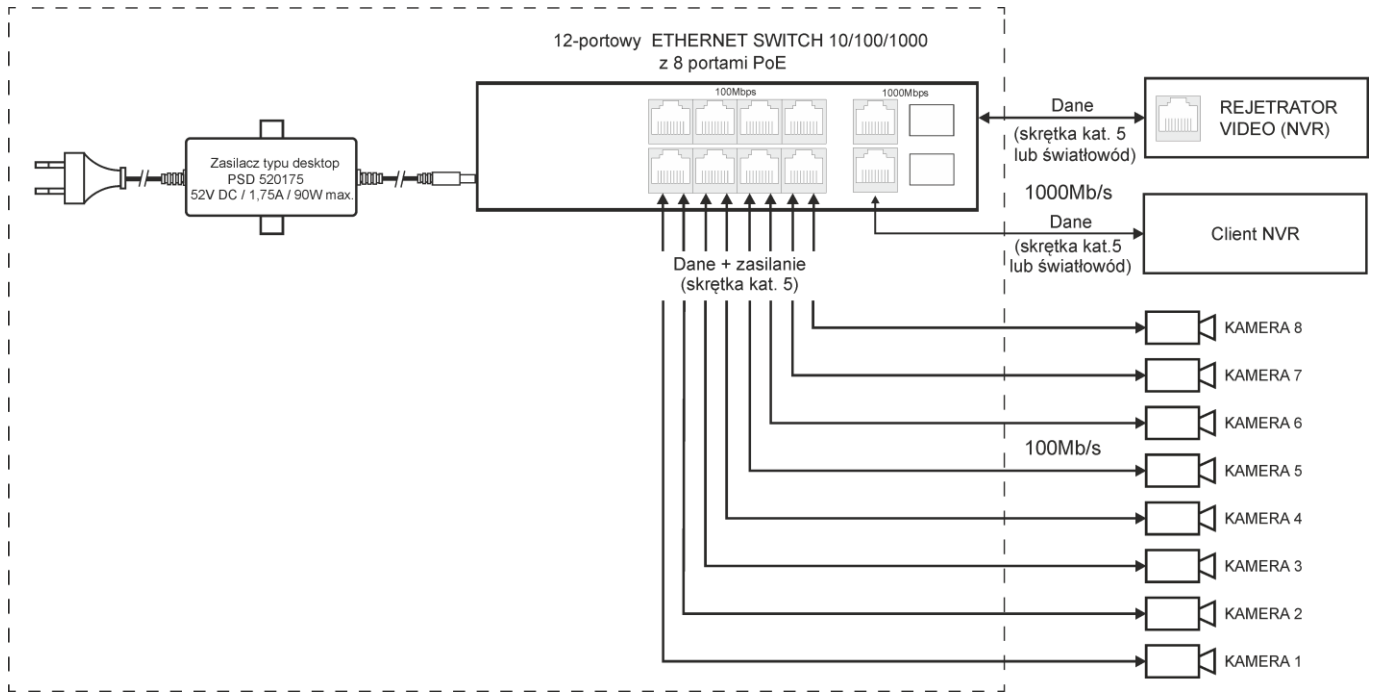 12-portowy ETHERNET SWITCH 10/100/1000
z 8 portami PoE
100Mbps
1000Mbps
Zasilacz typu desktop
PSD 520175
52V DC / 1,75A / 90W max.
Dane
(skrętka kat. 5
lub światłowód)
REJETRATOR
VIDEO (NVR)
1000Mb/s
Dane
(skrętka kat.5
lub światłowód)
Client NVR
Dane + zasilanie
(skrętka kat. 5)
KAMERA 8
KAMERA 7
KAMERA 6
100Mb/s
KAMERA 5
KAMERA 4
KAMERA 3
KAMERA 2
KAMERA 1